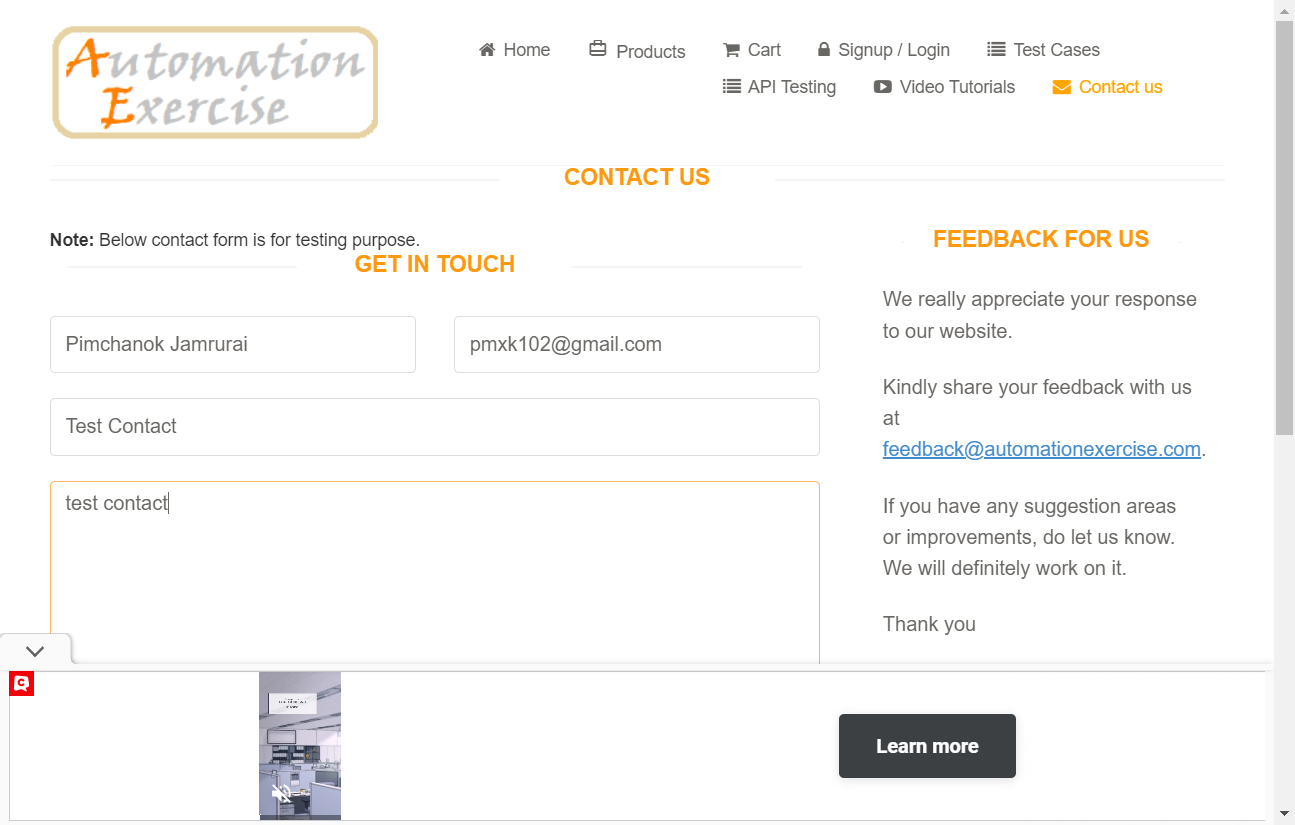 Automation
Exercise
Home
Products
Cart
Signup / Login
Test Cases
API Testing
Video Tutorials
Contact us
CONTACT US
Note: Below contact form is for testing purpose.
GET IN TOUCH
Pimchanok Jamrurai
pmxk102@gmail.com
Test Contact
test contact
FEEDBACK FOR US
We really appreciate your response
to our website.
Kindly share your feedback with us
at
feedback@automationexercise.com.
If you have any suggestion areas
or improvements, do let us know.
We will definitely work on it.
Thank you
Learn more